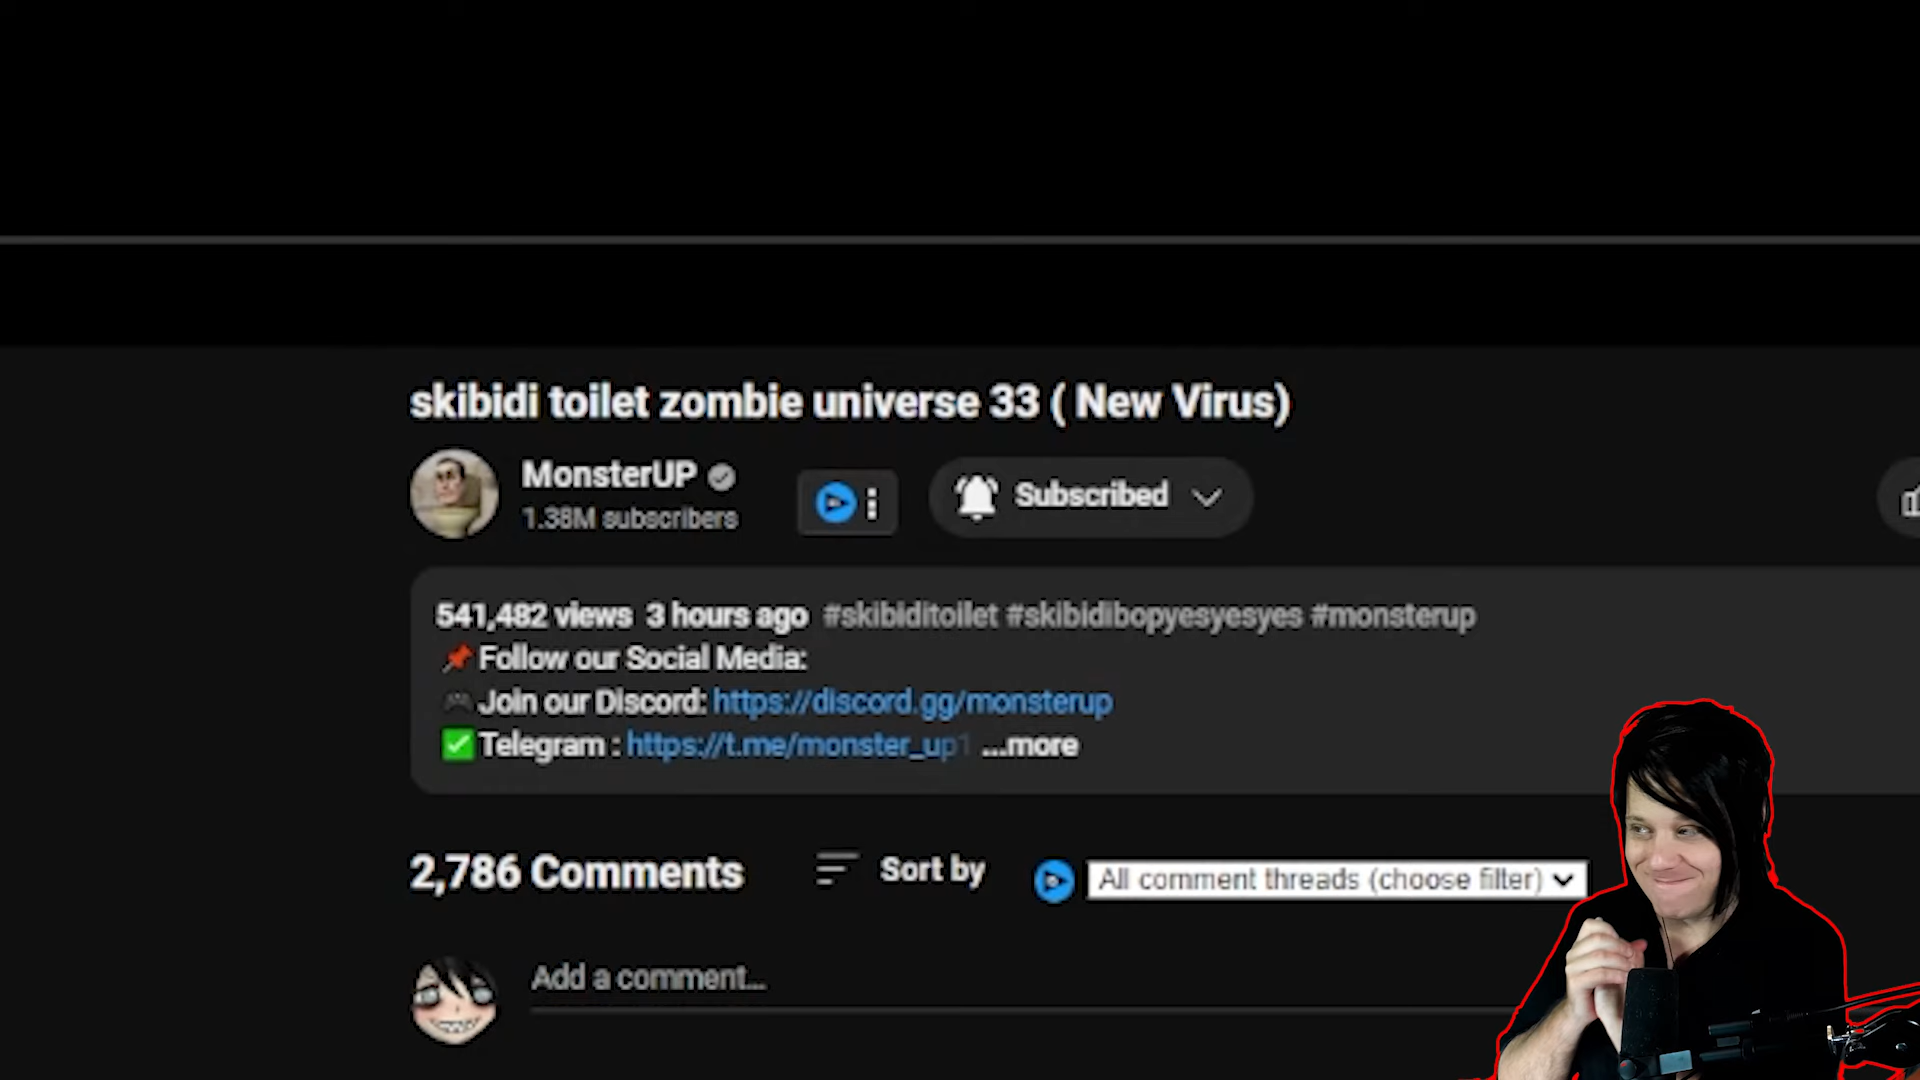 skibidi toilet zombie universe 33 ( New Virus)
MonsterUP
1.38M subscribers
Subscribed
541,482 views 3 hours ago #skibiditoilet #skibidibopyesyesyes #monsterup
📌Follow our Social Media:
🎮Join our Discord: https://discord.gg/monsterup
✅Telegram : https://t.me/monster_up1 ...more
2,786 Comments
Sort by
All comment threads (choose filter)
Add a comment...